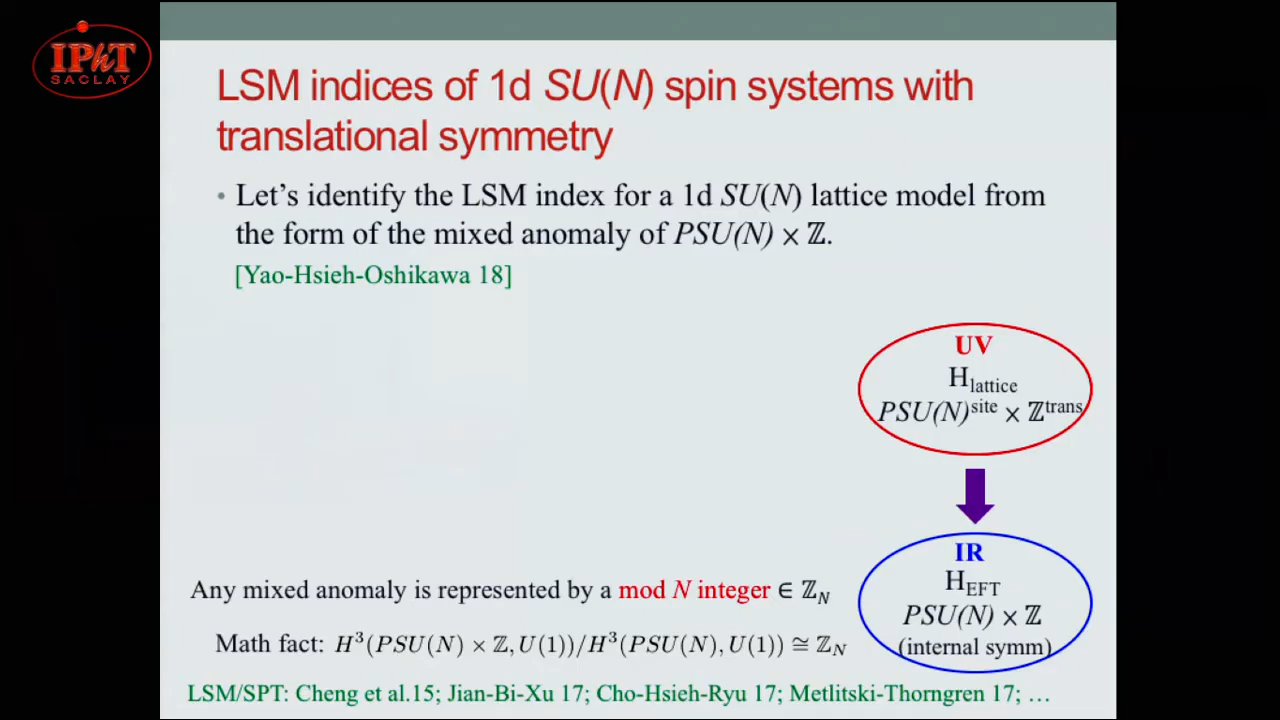 IPhT
SACLAY
LSM indices of 1d SU(N) spin systems with
translational symmetry
• Let's identify the LSM index for a 1d SU(N) lattice model from
the form of the mixed anomaly of PSU(N) × ℤ.
[Yao-Hsieh-Oshikawa 18]
UV
H_lattice
PSU(N)^site × ℤ^trans
IR
H_EFT
PSU(N) × ℤ
(internal symm)
Any mixed anomaly is represented by a mod N integer ∈ ℤ_N
Math fact: H³(PSU(N) × ℤ, U(1))/H³(PSU(N), U(1)) ≅ ℤ_N
LSM/SPT: Cheng et al.15; Jian-Bi-Xu 17; Cho-Hsieh-Ryu 17; Metlitski-Thorngren 17; …